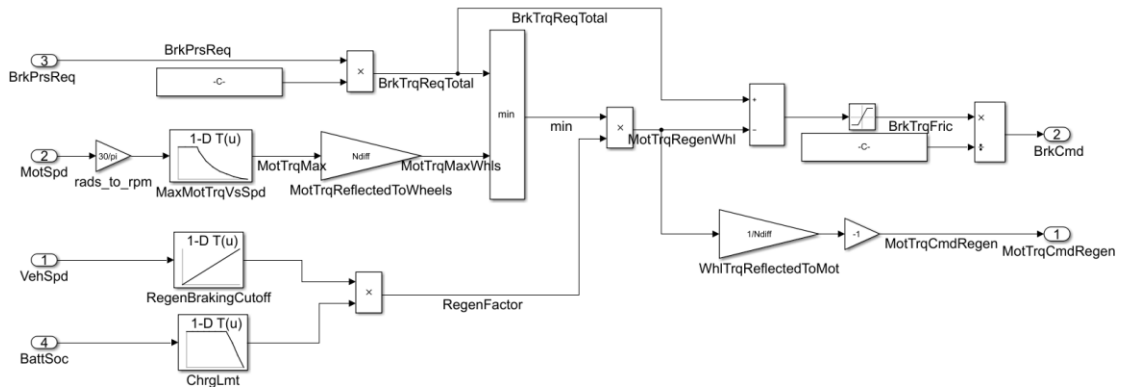 BrkTrqReqTotal
3
BrkPrsReq
BrkPrsReq
-C-
×
BrkTrqReqTotal
min
min
×
MotTrqRegenWhl
+
−
BrkTrqFric
-C-
×
÷
2
BrkCmd
2
MotSpd
30/pi
rads_to_rpm
1-D T(u)
MaxMotTrqVsSpd
MotTrqMax
Ndiff
MotTrqReflectedToWheels
MotTrqMaxWhls
1/Ndiff
WhlTrqReflectedToMot
-1
MotTrqCmdRegen
1
MotTrqCmdRegen
1
VehSpd
1-D T(u)
RegenBrakingCutoff
×
RegenFactor
4
BattSoc
1-D T(u)
ChrgLmt